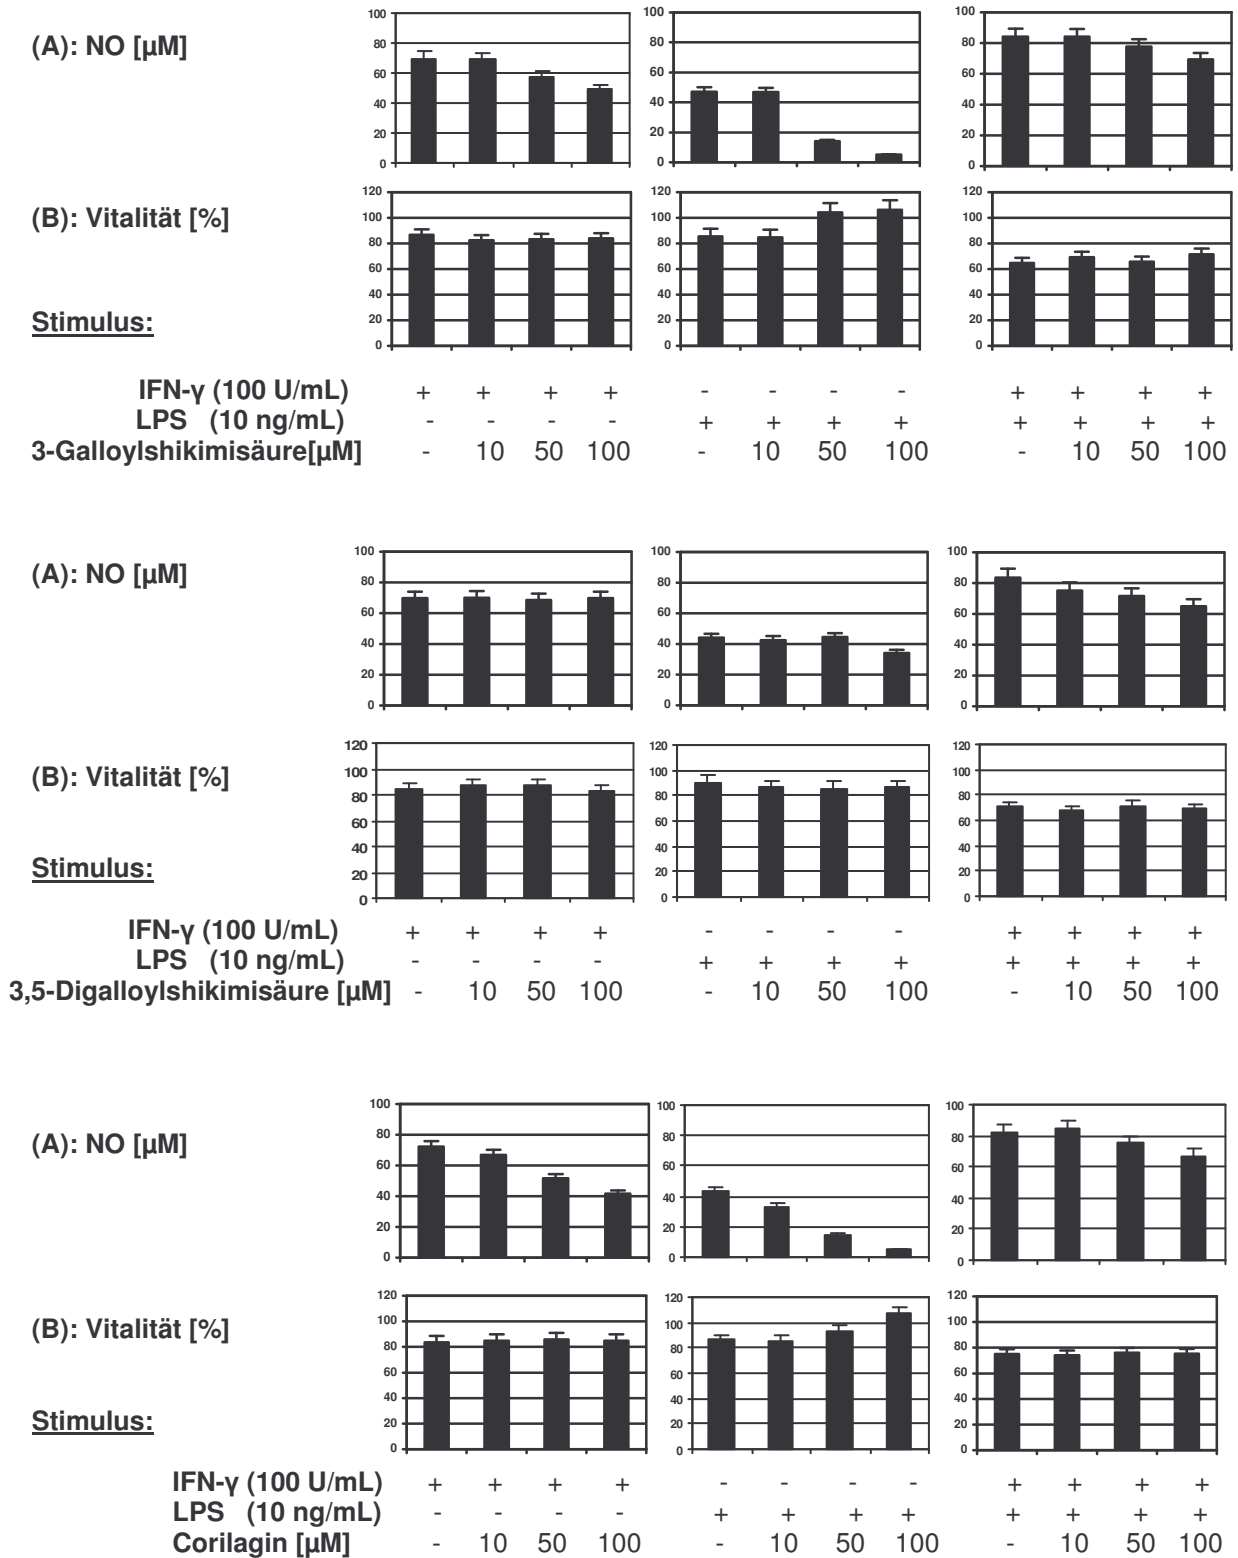 (A): NO [µM]
100 80 60 40 20 0
100 80 60 40 20 0
100 80 60 40 20 0
(B): Vitalität [%]
120 100 80 60 40 20 0
120 100 80 60 40 20 0
120 100 80 60 40 20 0
Stimulus:
IFN-γ (100 U/mL) + + + + - - - - + + + +
LPS (10 ng/mL) - - - - + + + + + + + +
3-Galloylshikimisäure[µM] - 10 50 100 - 10 50 100 - 10 50 100
(A): NO [µM]
100 80 60 40 20 0
100 80 60 40 20 0
100 80 60 40 20 0
(B): Vitalität [%]
120 100 80 60 40 20 0
120 100 80 60 40 20 0
120 100 80 60 40 20 0
Stimulus:
IFN-γ (100 U/mL) + + + + - - - - + + + +
LPS (10 ng/mL) - - - - + + + + + + + +
3,5-Digalloylshikimisäure [µM] - 10 50 100 - 10 50 100 - 10 50 100
(A): NO [µM]
100 80 60 40 20 0
100 80 60 40 20 0
100 80 60 40 20 0
(B): Vitalität [%]
120 100 80 60 40 20 0
120 100 80 60 40 20 0
120 100 80 60 40 20 0
Stimulus:
IFN-γ (100 U/mL) + + + + - - - - + + + +
LPS (10 ng/mL) - - - - + + + + + + + +
Corilagin [µM] - 10 50 100 - 10 50 100 - 10 50 100